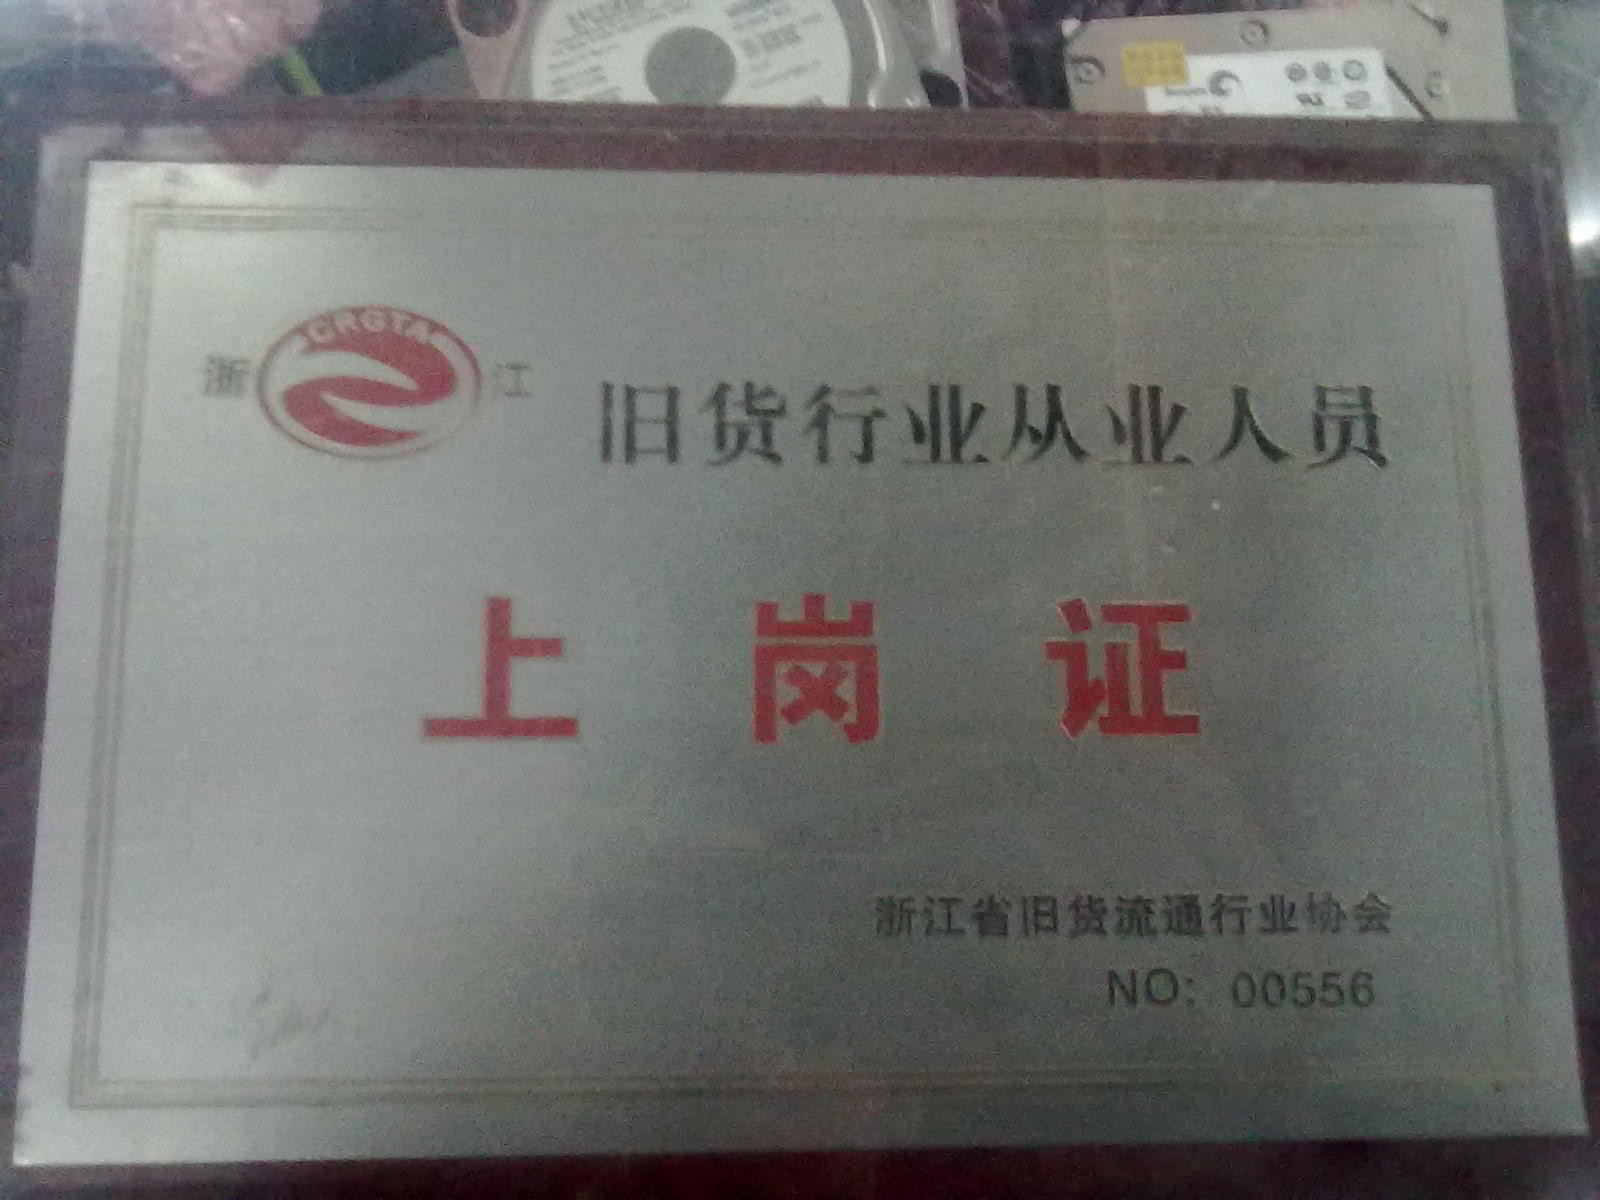 CRGTA
浙 江
旧货行业从业人员
上岗证
浙江省旧货流通行业协会
NO: 00556